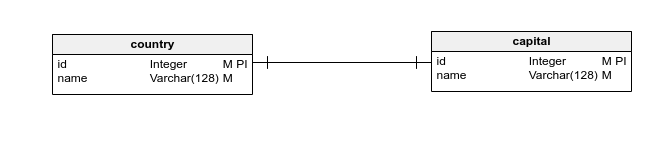 country
id Integer M PI
name Varchar(128) M
capital
id Integer M PI
name Varchar(128) M